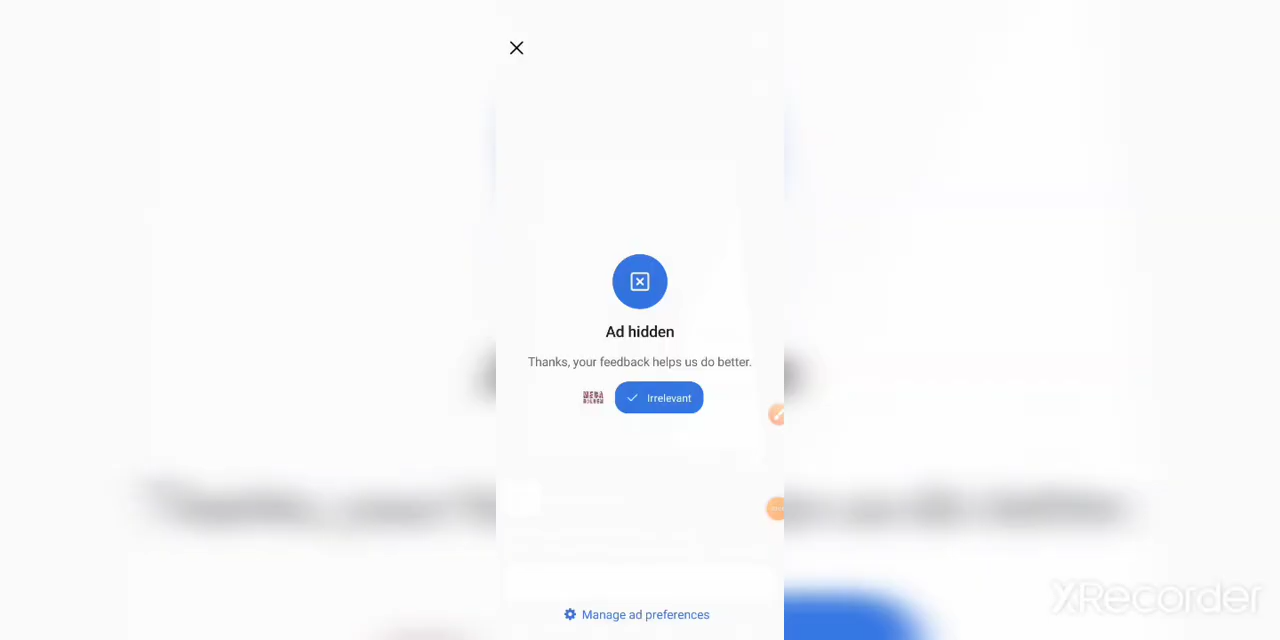 Ad hidden
Thanks, your feedback helps us do better.
Irrelevant
Manage ad preferences
XRecorder